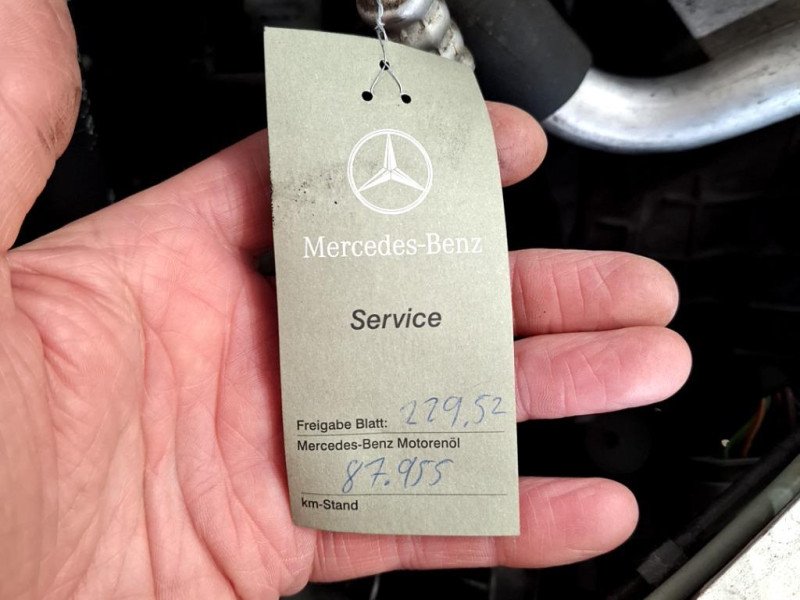 Mercedes-Benz
Service
Freigabe Blatt: 229,52
Mercedes-Benz Motorenöl
87.955
km-Stand